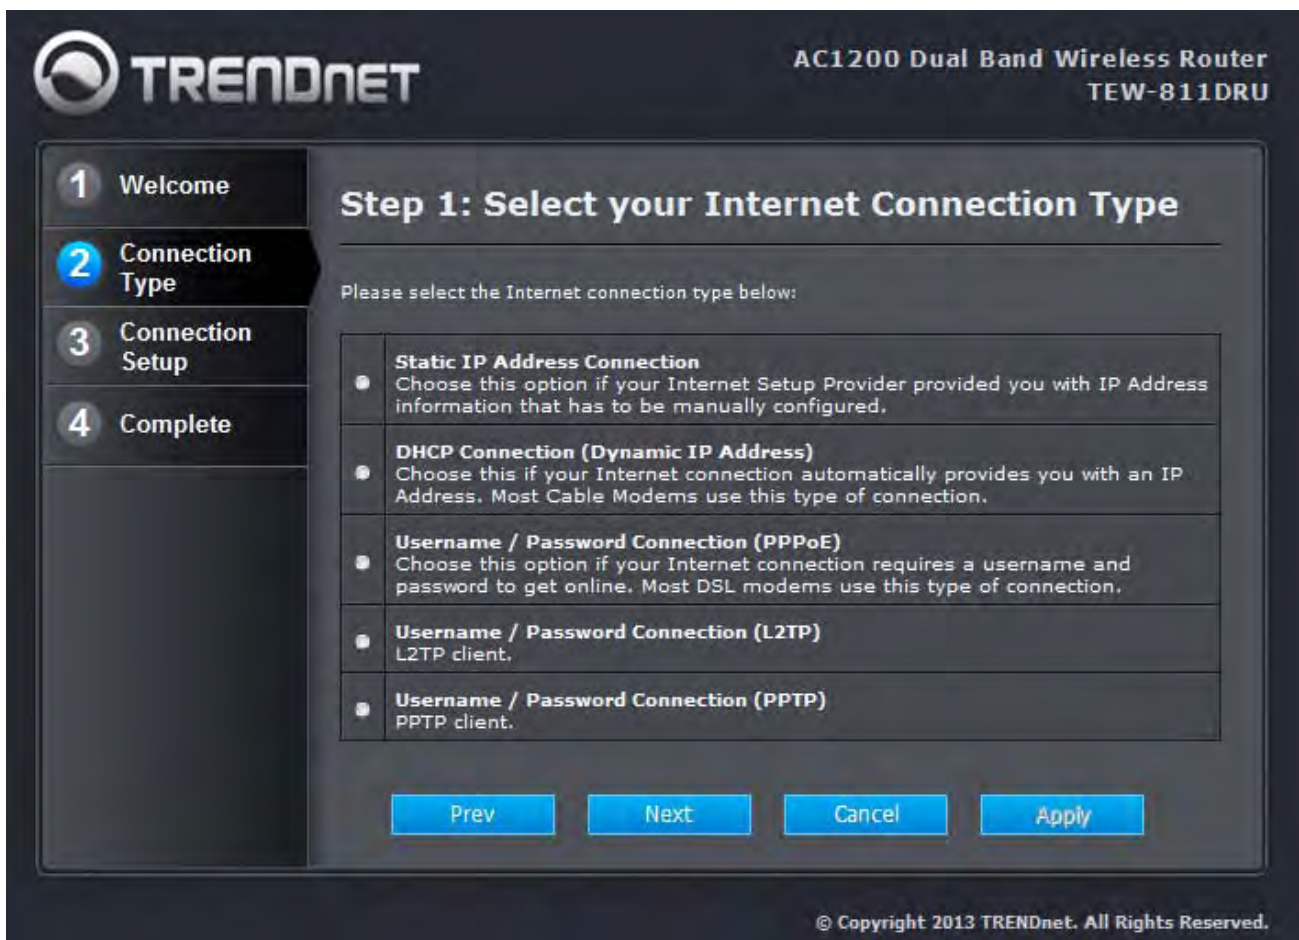 TRENDNET
AC1200 Dual Band Wireless Router
TEW-811DRU
1 Welcome
2 Connection
Type
3 Connection
Setup
4 Complete
Step 1: Select your Internet Connection Type
Please select the Internet connection type below:
Static IP Address Connection
Choose this option if your Internet Setup Provider provided you with IP Address
information that has to be manually configured.
DHCP Connection (Dynamic IP Address)
Choose this if your Internet connection automatically provides you with an IP
Address. Most Cable Modems use this type of connection.
Username / Password Connection (PPPoE)
Choose this option if your Internet connection requires a username and
password to get online. Most DSL modems use this type of connection.
Username / Password Connection (L2TP)
L2TP client.
Username / Password Connection (PPTP)
PPTP client.
Prev
Next
Cancel
Apply
© Copyright 2013 TRENDnet. All Rights Reserved.